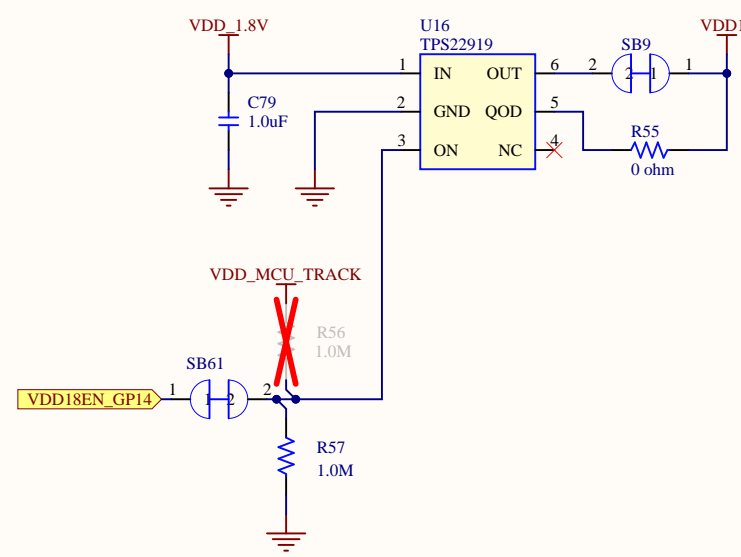 VDD_1.8V
U16
TPS22919
VDD1
SB9
1
IN
OUT
6
2
2
1
1
C79
1.0uF
2
GND
QOD
5
3
ON
NC
4
R55
0 ohm
VDD_MCU_TRACK
R56
1.0M
SB61
VDD18EN_GP14
1
1
2
2
R57
1.0M